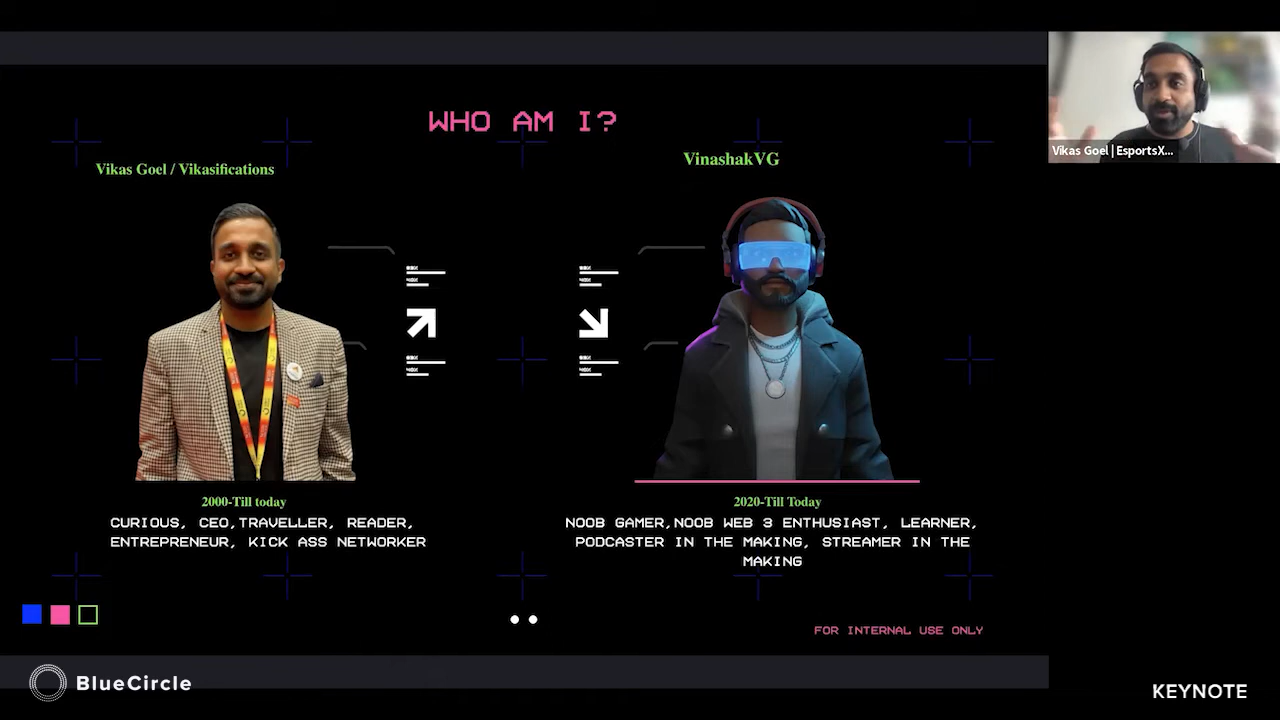 WHO AM I?
Vikas Goel / Vikasifications
VinashakVG
Vikas Goel | EsportsX...
2000-Till today
CURIOUS, CEO,TRAVELLER, READER,
ENTREPRENEUR, KICK ASS NETWORKER
2020-Till Today
NOOB GAMER,NOOB WEB 3 ENTHUSIAST, LEARNER,
PODCASTER IN THE MAKING, STREAMER IN THE
MAKING
FOR INTERNAL USE ONLY
BlueCircle
KEYNOTE